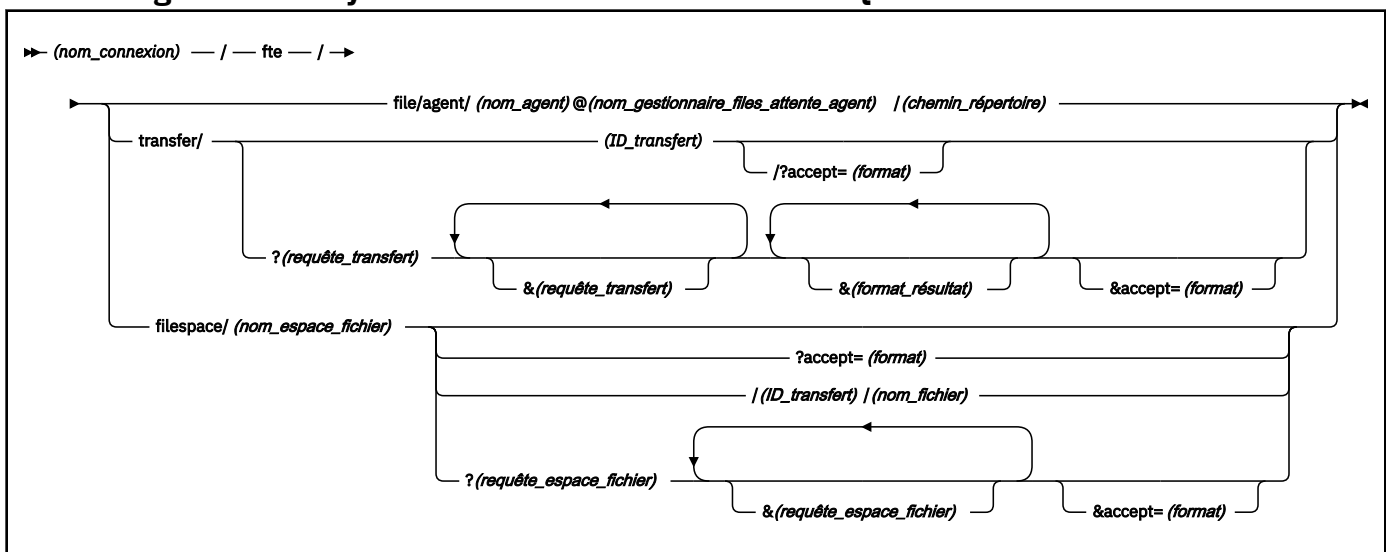 (nom_connexion) / fte /
file/agent/ (nom_agent) @ (nom_gestionnaire_files_attente_agent) / (chemin_répertoire)
transfer/ (ID_transfert)
/?accept= (format)
? (requête_transfert)
& (requête_transfert) & (format_résultat) &accept= (format)
filespace/ (nom_espace_fichier)
?accept= (format)
/ (ID_transfert) / (nom_fichier)
? (requête_espace_fichier)
& (requête_espace_fichier) &accept= (format)